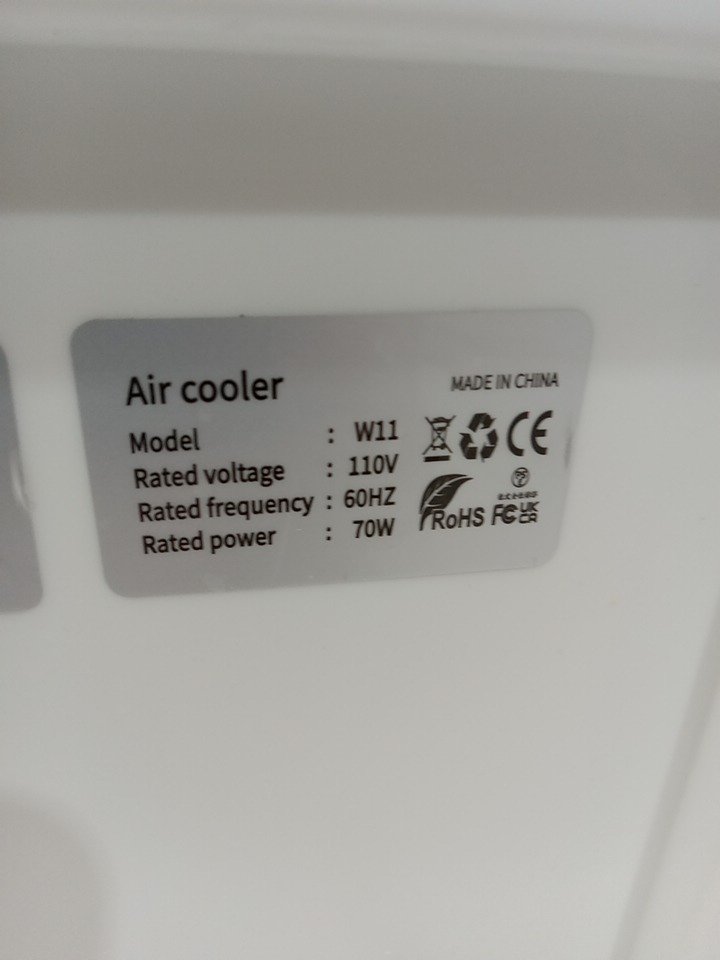 Air cooler
MADE IN CHINA
Model : W11
Rated voltage : 110V
Rated frequency : 60HZ
Rated power : 70W
CE
PS
RoHS FC UK
CA